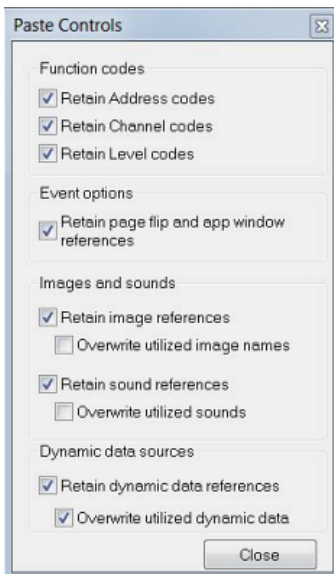 Paste Controls
Function codes
Retain Address codes
Retain Channel codes
Retain Level codes
Event options
Retain page flip and app window
references
Images and sounds
Retain image references
Overwrite utilized image names
Retain sound references
Overwrite utilized sounds
Dynamic data sources
Retain dynamic data references
Overwrite utilized dynamic data
Close